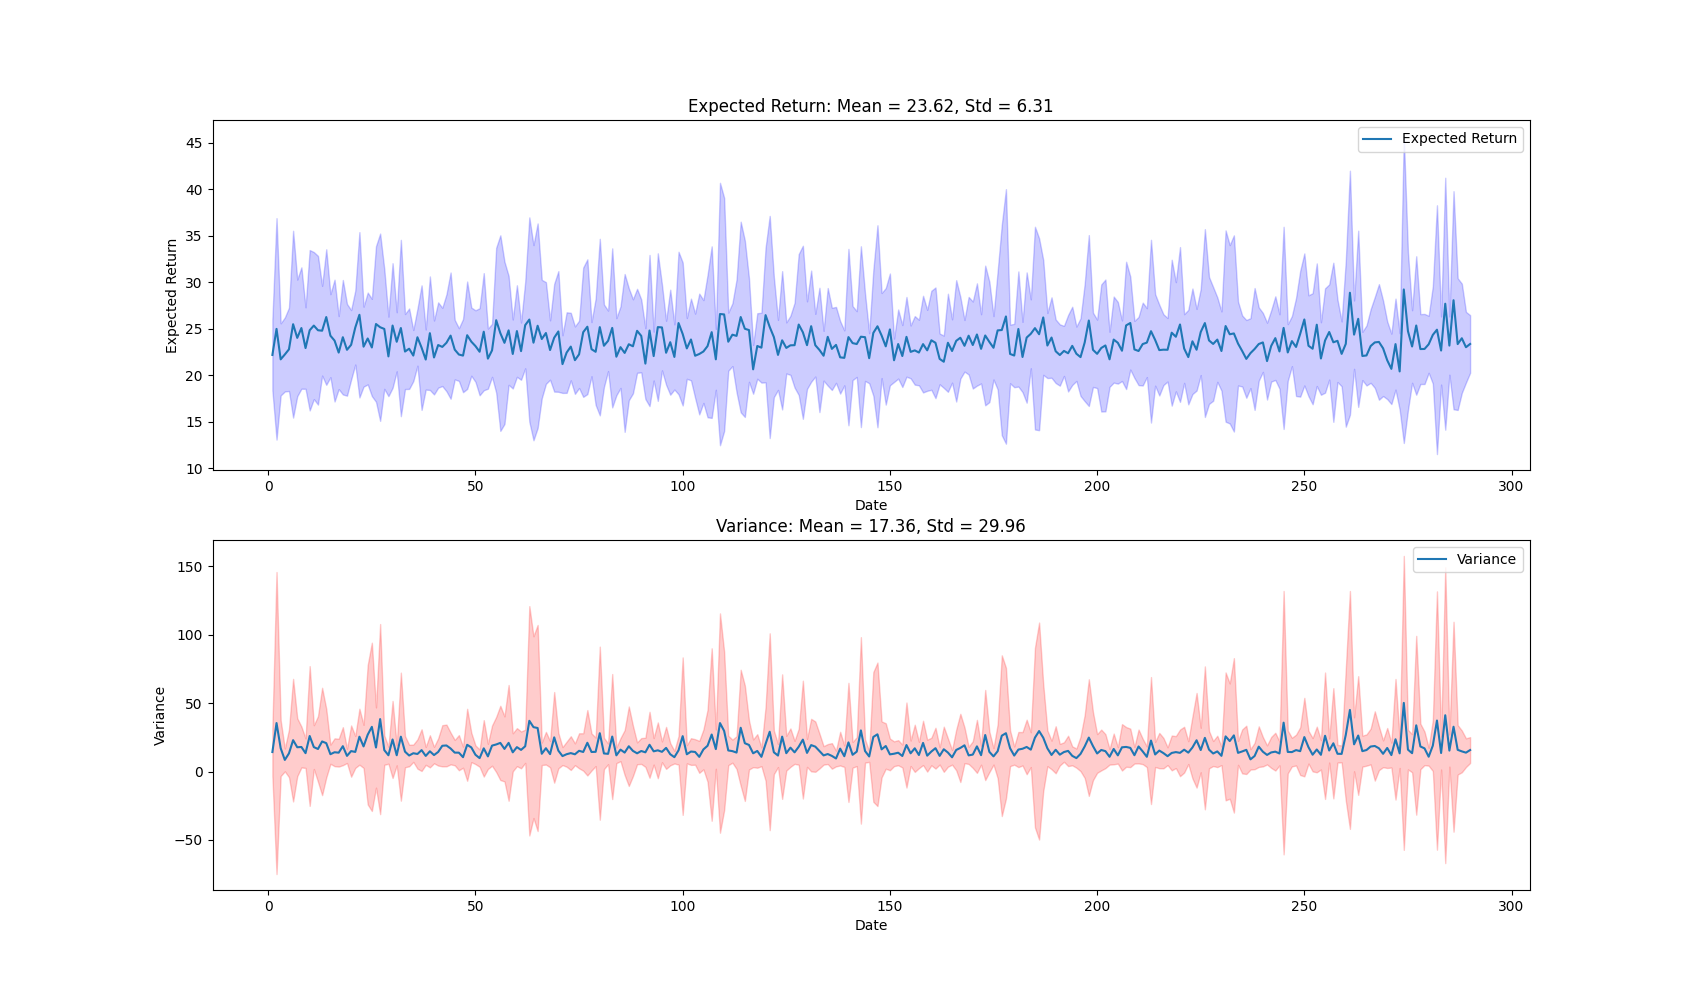 Expected Return: Mean = 23.62, Std = 6.31
Expected Return
45
40
35
30
25
20
15
10
Expected Return
0 50 100 150 200 250 300
Date
Variance: Mean = 17.36, Std = 29.96
Variance
150
100
50
0
−50
Variance
0 50 100 150 200 250 300
Date